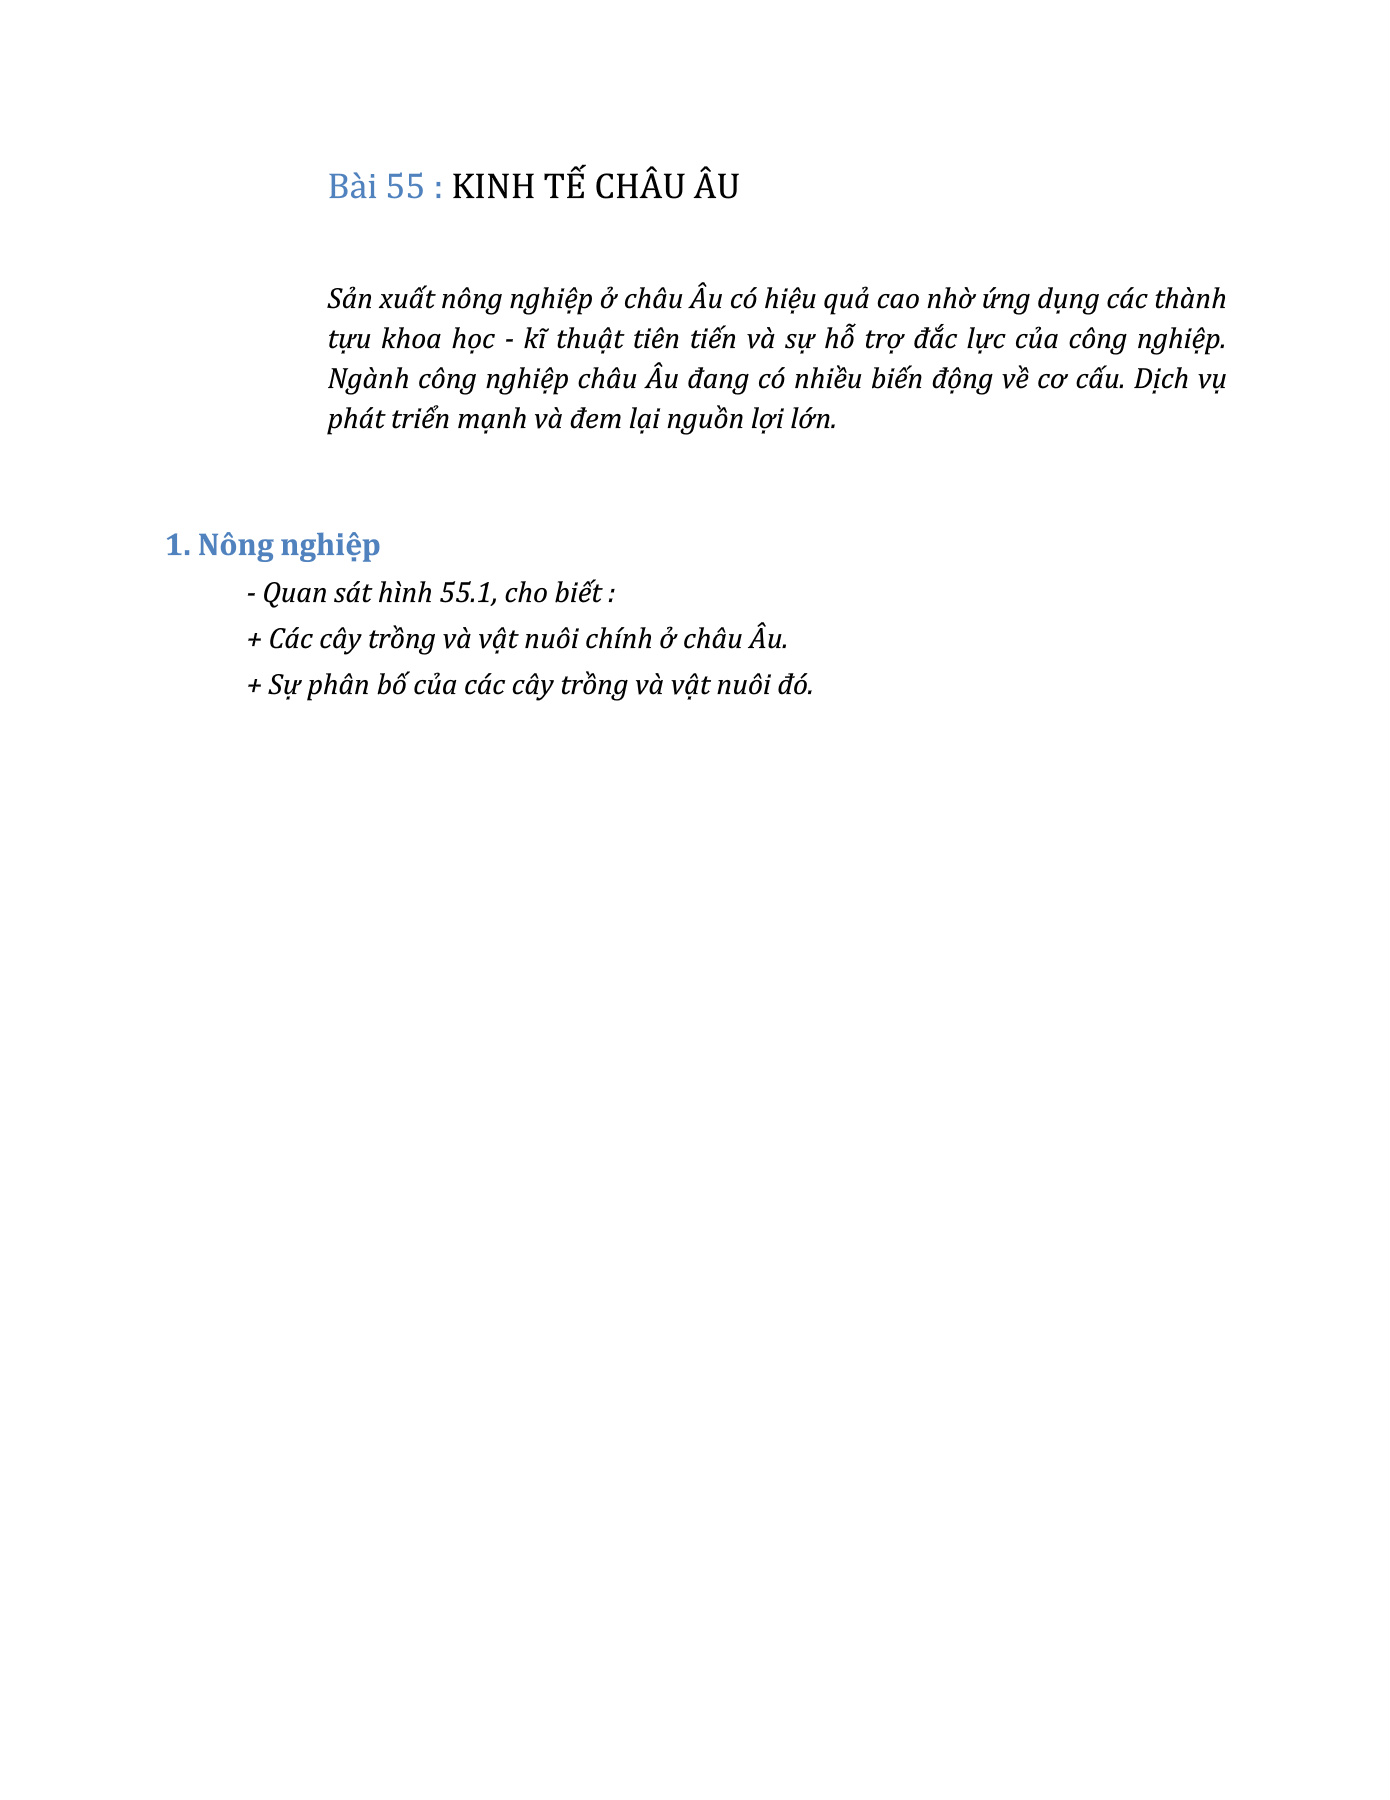 Bài 55 : KINH TẾ CHÂU ÂU
Sản xuất nông nghiệp ở châu Âu có hiệu quả cao nhờ ứng dụng các thành
tựu khoa học - kĩ thuật tiên tiến và sự hỗ trợ đắc lực của công nghiệp.
Ngành công nghiệp châu Âu đang có nhiều biến động về cơ cấu. Dịch vụ
phát triển mạnh và đem lại nguồn lợi lớn.
1. Nông nghiệp
- Quan sát hình 55.1, cho biết :
+ Các cây trồng và vật nuôi chính ở châu Âu.
+ Sự phân bố của các cây trồng và vật nuôi đó.